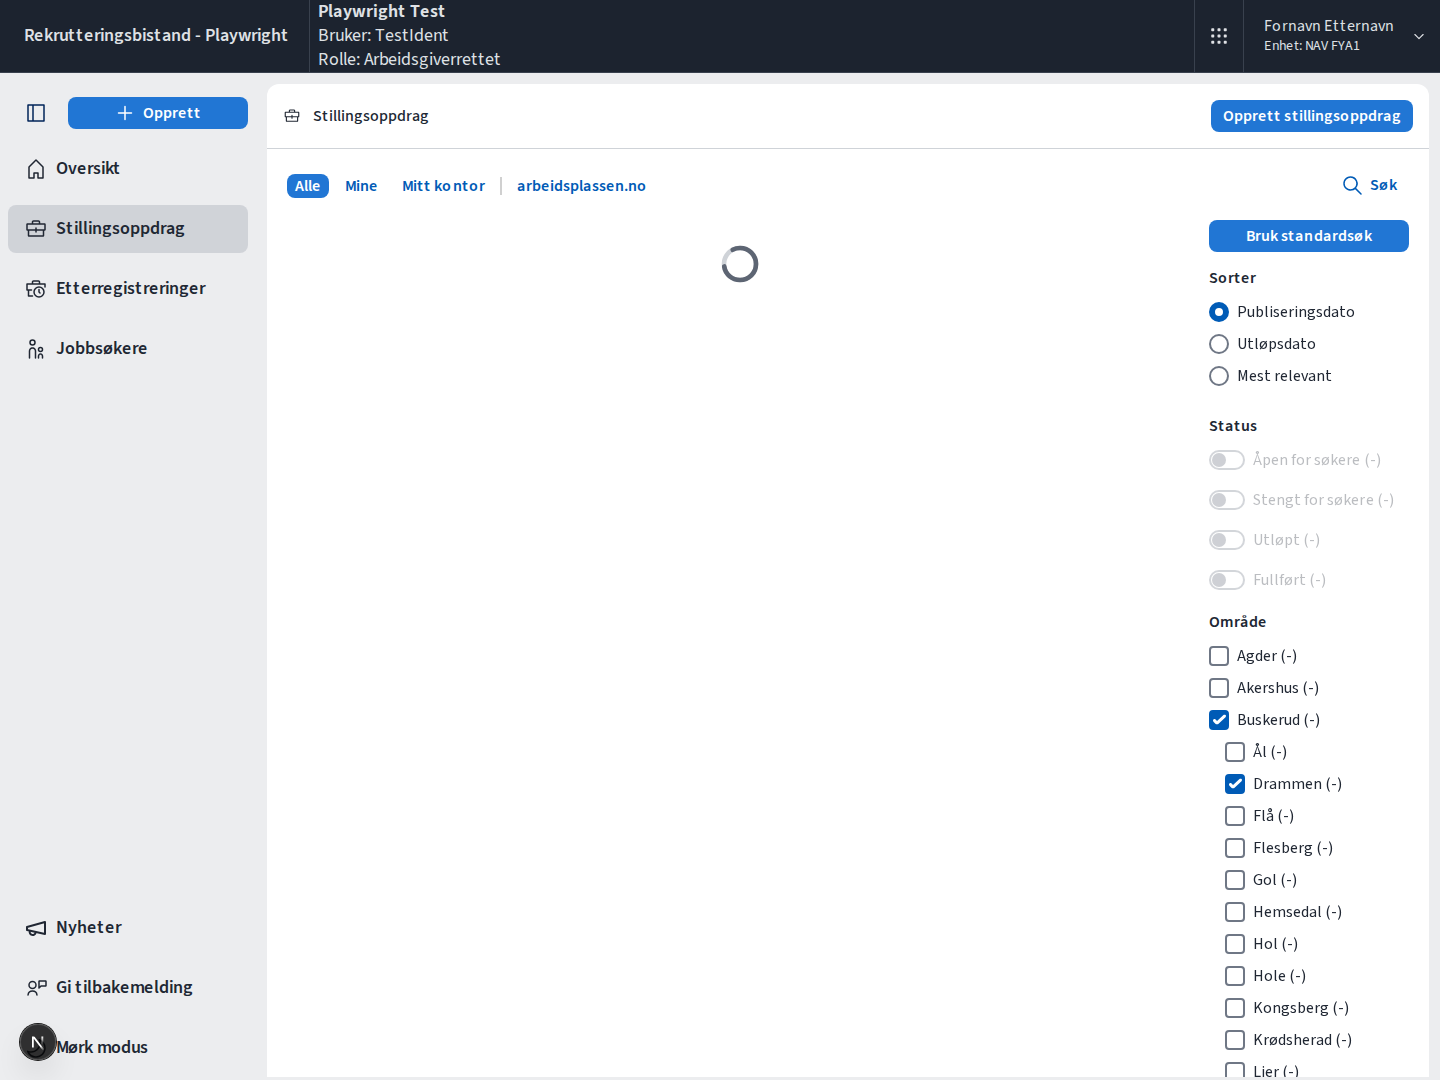 Rekrutteringsbistand - Playwright
Playwright Test
Bruker: TestIdent
Rolle: Arbeidsgiverrettet
Fornavn Etternavn
Enhet: NAV FYA1
Opprett
Oversikt
Stillingsoppdrag
Etterregistreringer
Jobbsøkere
Nyheter
Gi tilbakemelding
N
Mørk modus
Stillingsoppdrag
Opprett stillingsoppdrag
Alle
Mine
Mitt kontor
arbeidsplassen.no
Søk
Bruk standardsøk
Sorter
Publiseringsdato
Utløpsdato
Mest relevant
Status
Åpen for søkere (-)
Stengt for søkere (-)
Utløpt (-)
Fullført (-)
Område
Agder (-)
Akershus (-)
Buskerud (-)
Ål (-)
Drammen (-)
Flå (-)
Flesberg (-)
Gol (-)
Hemsedal (-)
Hol (-)
Hole (-)
Kongsberg (-)
Krødsherad (-)
Lier (-)